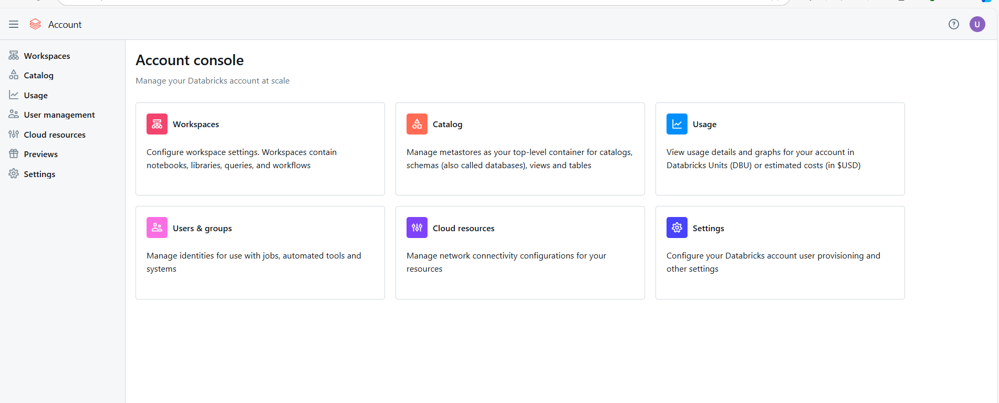 Account
U
Workspaces
Catalog
Usage
User management
Cloud resources
Previews
Settings
Account console
Manage your Databricks account at scale
Workspaces
Configure workspace settings. Workspaces contain
notebooks, libraries, queries, and workflows
Catalog
Manage metastores as your top-level container for catalogs,
schemas (also called databases), views and tables
Usage
View usage details and graphs for your account in
Databricks Units (DBU) or estimated costs (in $USD)
Users & groups
Manage identities for use with jobs, automated tools and
systems
Cloud resources
Manage network connectivity configurations for your
resources
Settings
Configure your Databricks account user provisioning and
other settings